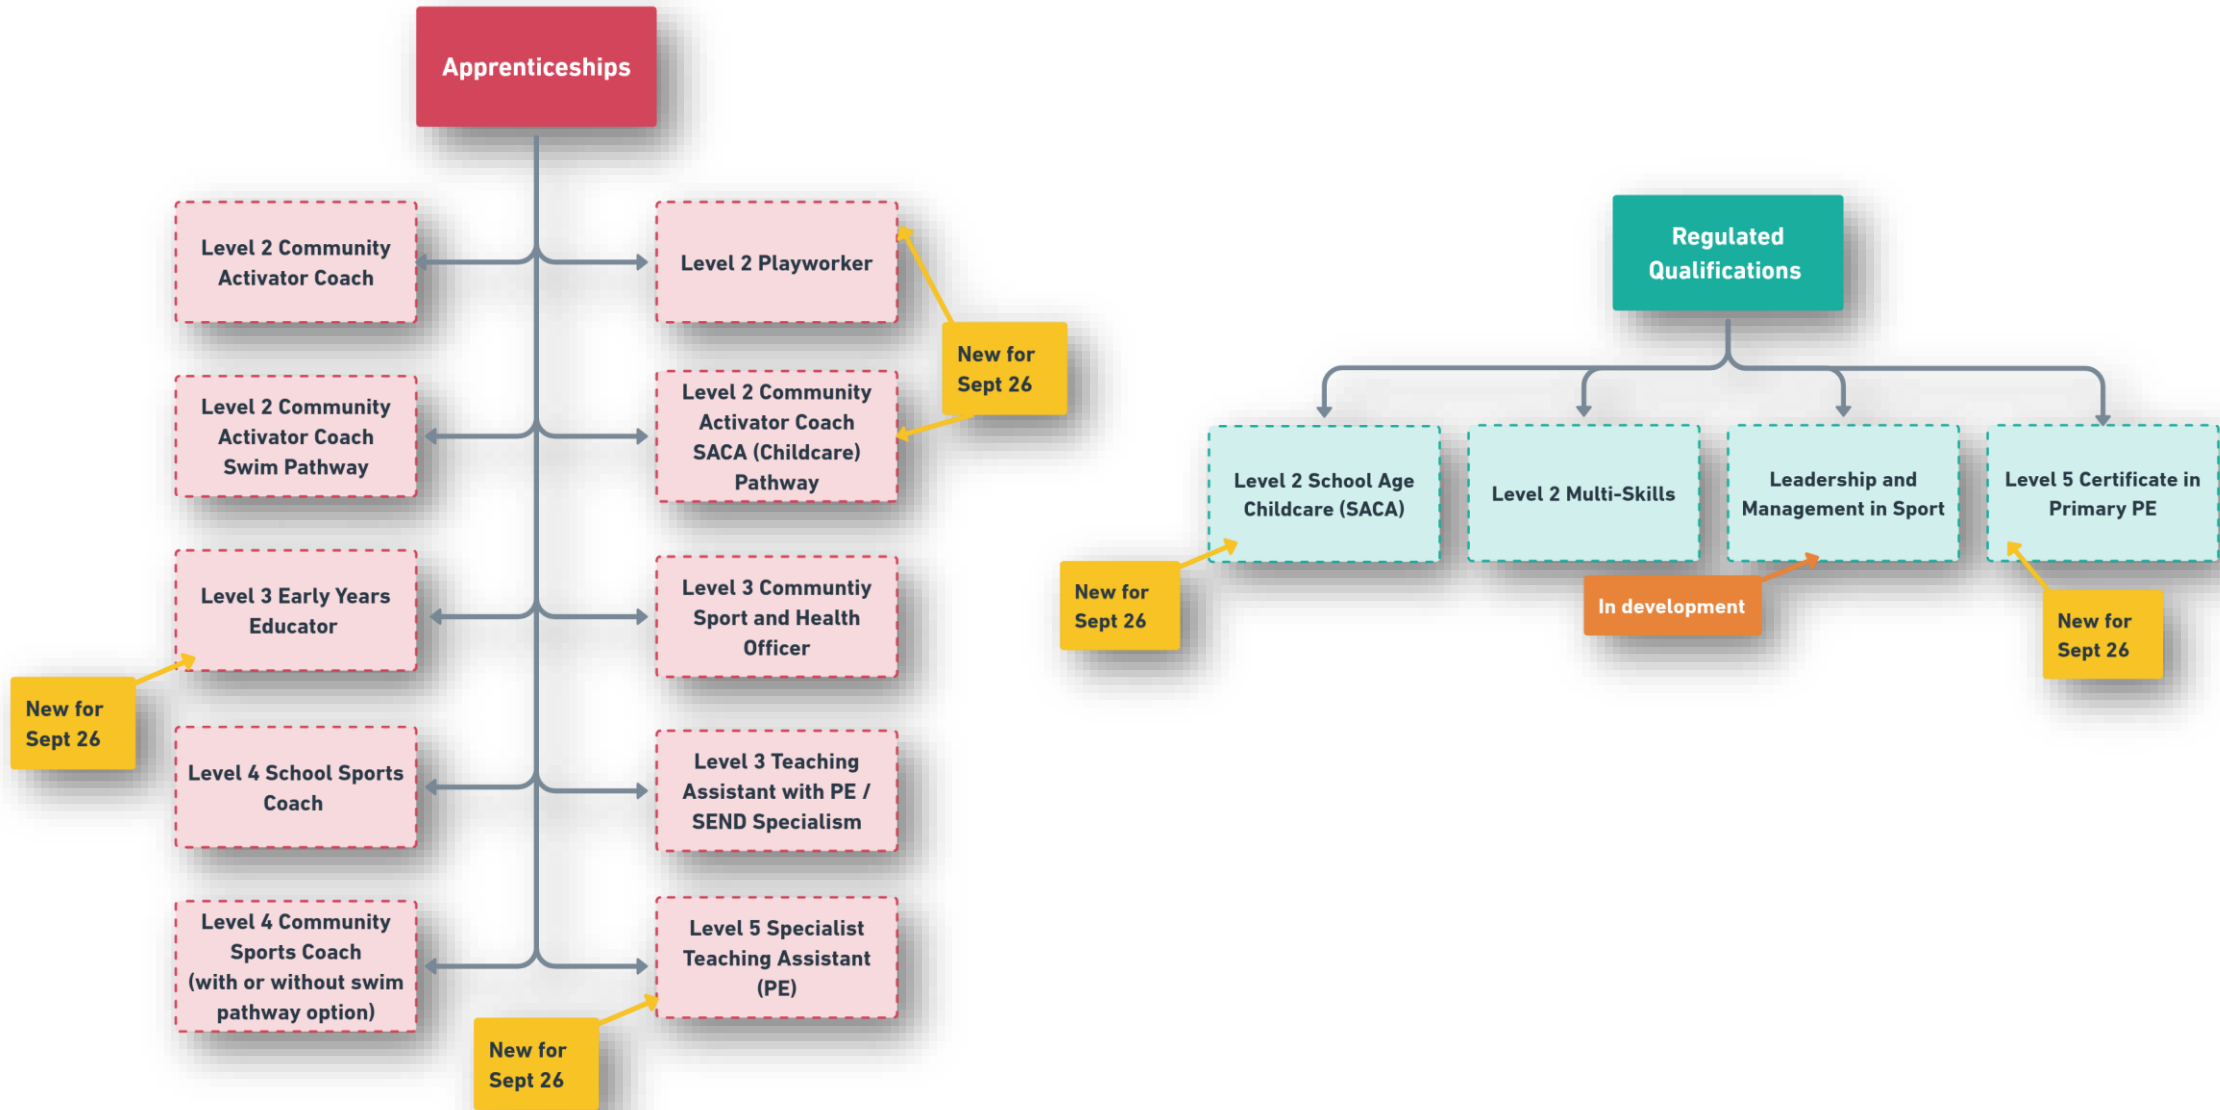 Apprenticeships
Level 2 Community
Activator Coach
Level 2 Playworker
New for
Sept 26
Level 2 Community
Activator Coach
Swim Pathway
Level 2 Community
Activator Coach
SACA (Childcare)
Pathway
Level 3 Early Years
Educator
New for
Sept 26
Level 3 Communtiy
Sport and Health
Officer
Level 4 School Sports
Coach
Level 3 Teaching
Assistant with PE /
SEND Specialism
Level 4 Community
Sports Coach
(with or without swim
pathway option)
Level 5 Specialist
Teaching Assistant
(PE)
New for
Sept 26
Regulated
Qualifications
Level 2 School Age
Childcare (SACA)
Level 2 Multi-Skills
Leadership and
Management in Sport
Level 5 Certificate in
Primary PE
New for
Sept 26
In development
New for
Sept 26